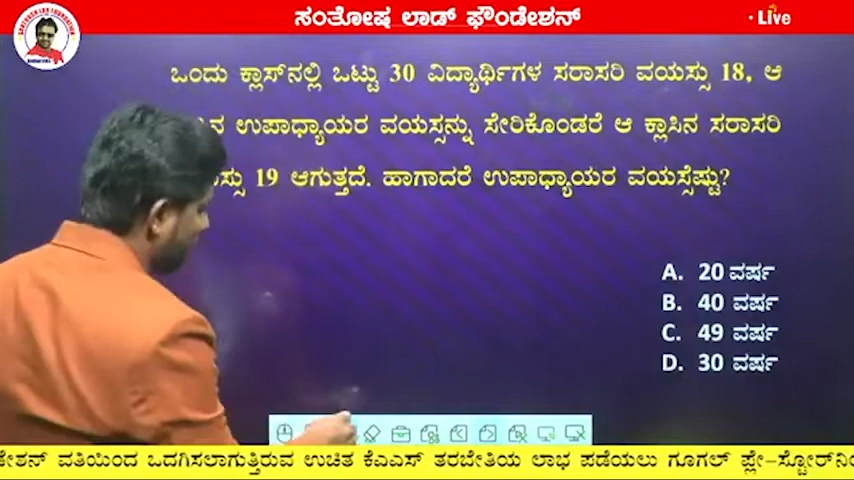 ಸಂತೋಷ ಲಾಡ್ ಫೌಂಡೇಶನ್
Live
ಒಂದು ಕ್ಲಾಸ್‌ನಲ್ಲಿ ಒಟ್ಟು 30 ವಿದ್ಯಾರ್ಥಿಗಳ ಸರಾಸರಿ ವಯಸ್ಸು 18, ಆ
ಉಪಾಧ್ಯಾಯರ ವಯಸ್ಸನ್ನು ಸೇರಿಕೊಂಡರೆ ಆ ಕ್ಲಾಸಿನ ಸರಾಸರಿ
19 ಆಗುತ್ತದೆ. ಹಾಗಾದರೆ ಉಪಾಧ್ಯಾಯರ ವಯಸ್ಸೆಷ್ಟು?
A. 20 ವರ್ಷ
B. 40 ವರ್ಷ
C. 49 ವರ್ಷ
D. 30 ವರ್ಷ
ವತಿಯಿಂದ ಒದಗಿಸಲಾಗುತ್ತಿರುವ ಉಚಿತ ಕೆಎಎಸ್ ತರಬೇತಿಯ ಲಾಭ ಪಡೆಯಲು ಗೂಗಲ್